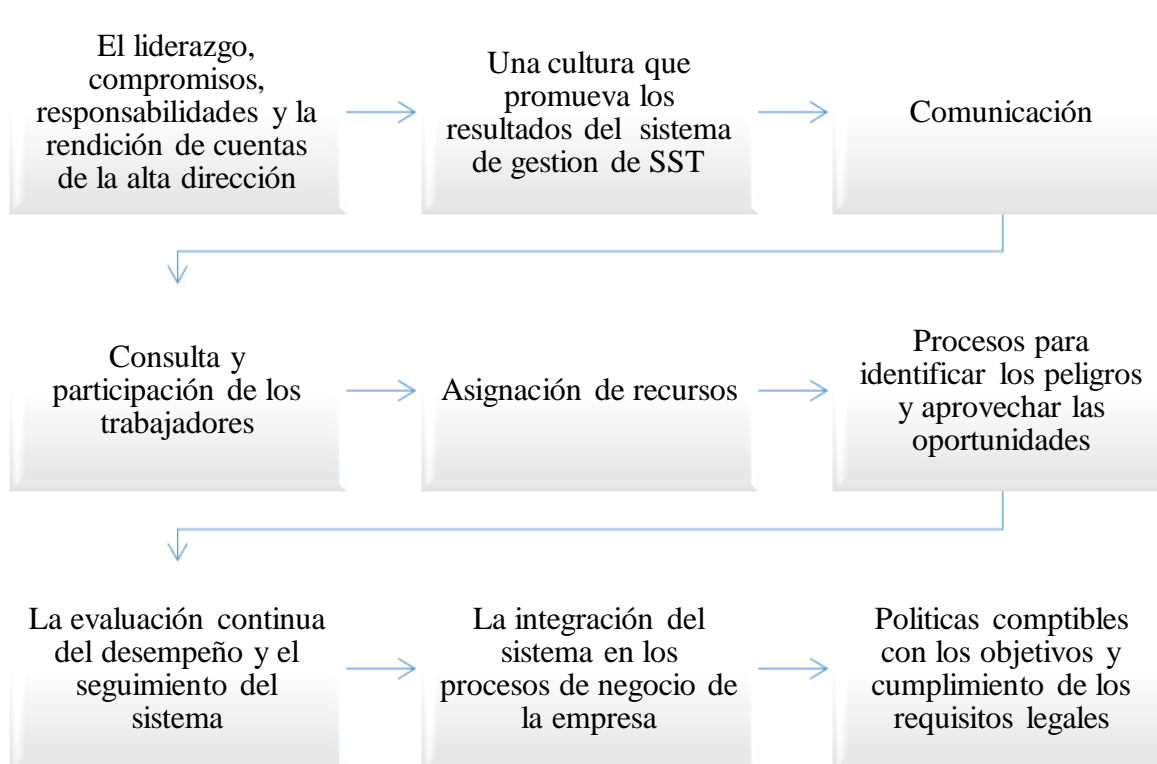 El liderazgo,
compromisos,
responsabilidades y la
rendición de cuentas
de la alta dirección
Una cultura que
promueva los
resultados del sistema
de gestion de SST
Comunicación
Consulta y
participación de los
trabajadores
Asignación de recursos
Procesos para
identificar los peligros
y aprovechar las
oportunidades
La evaluación continua
del desempeño y el
seguimiento del
sistema
La integración del
sistema en los
procesos de negocio de
la empresa
Politicas comptibles
con los objetivos y
cumplimiento de los
requisitos legales